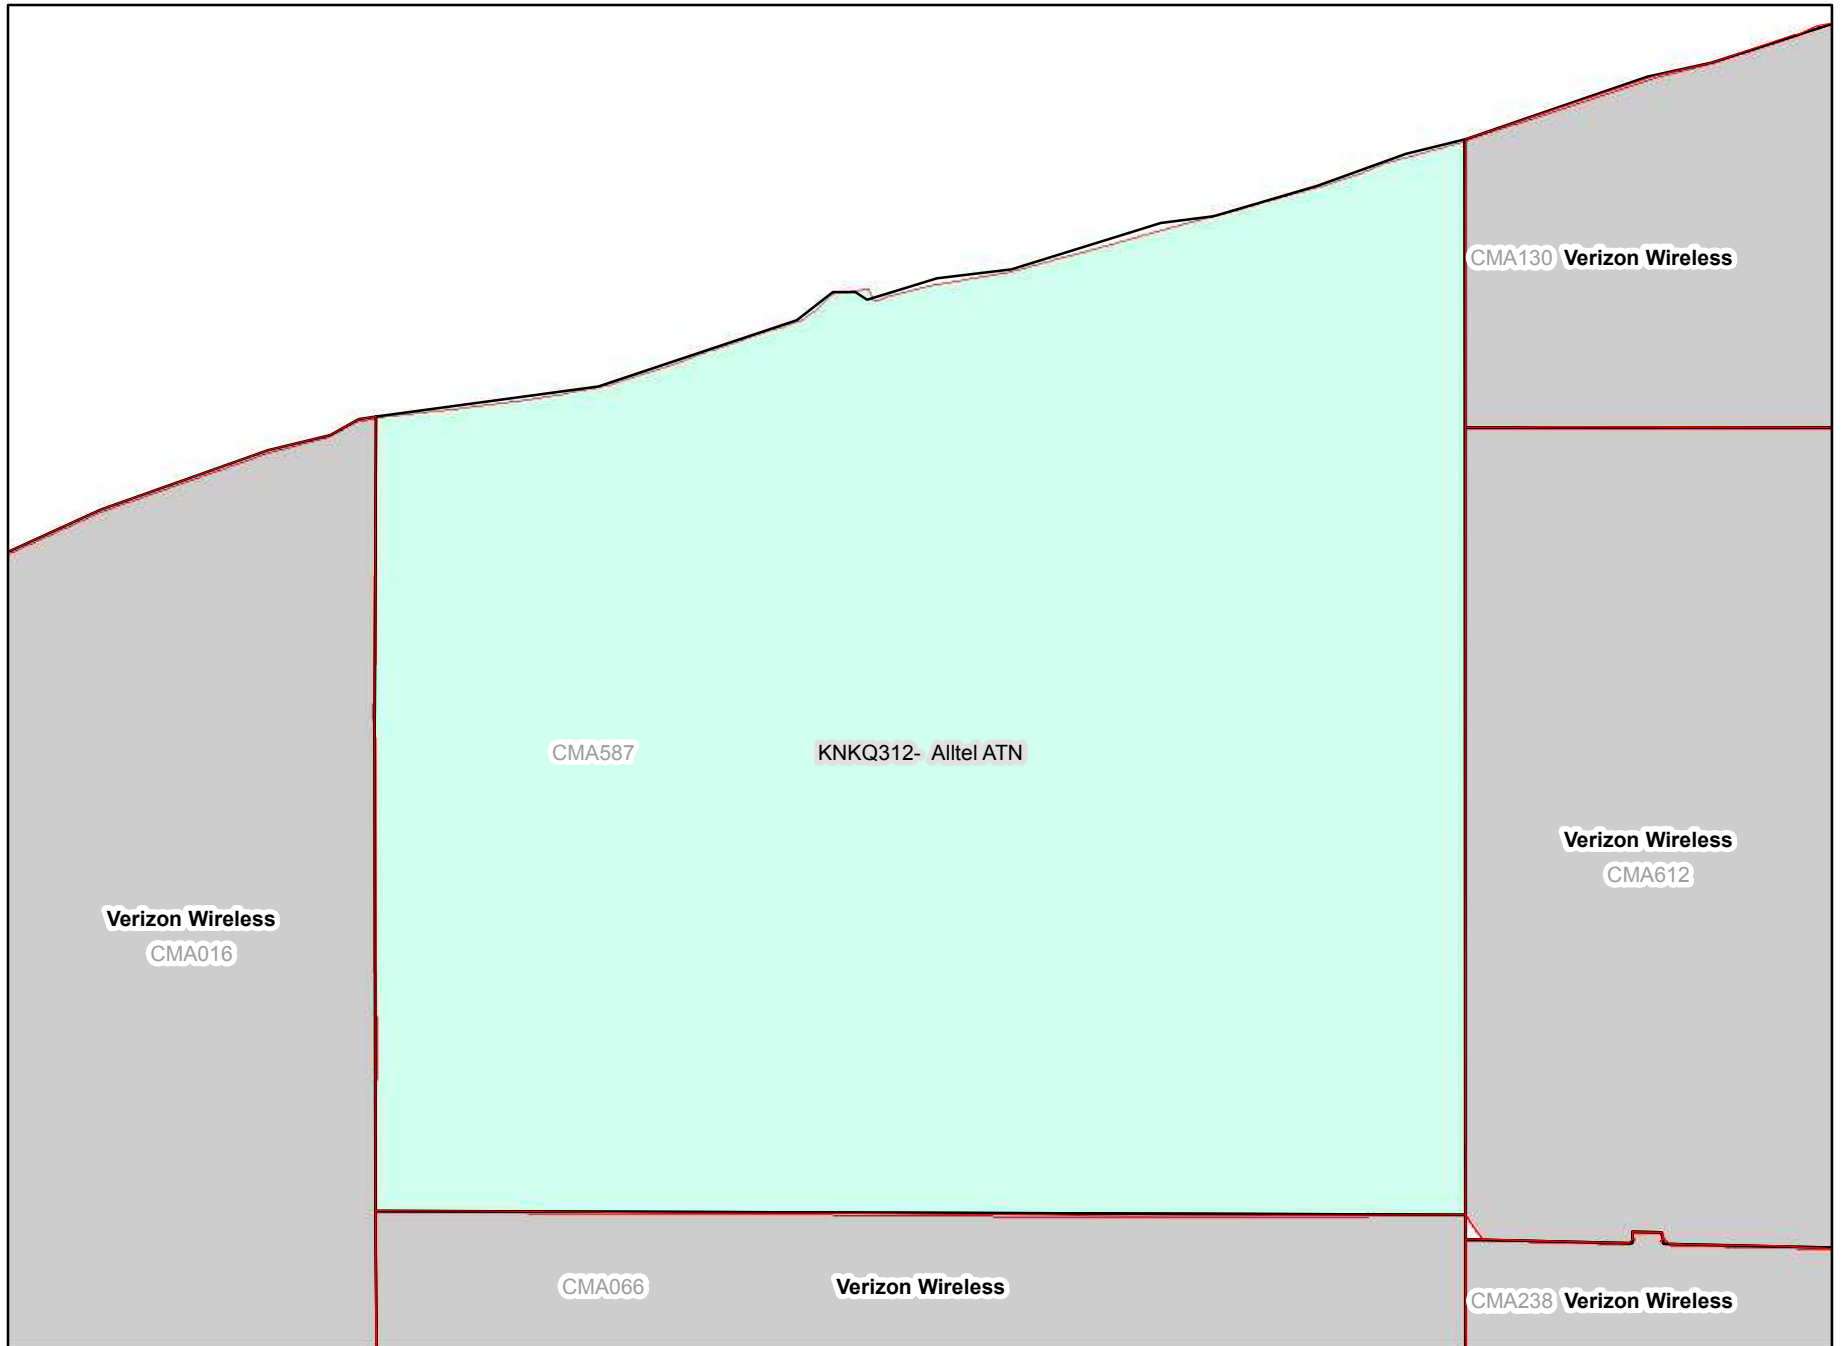 CMA130 Verizon Wireless
CMA587 KNKQ312- Alltel ATN
Verizon Wireless
CMA612
Verizon Wireless
CMA016
CMA066 Verizon Wireless
CMA238 Verizon Wireless